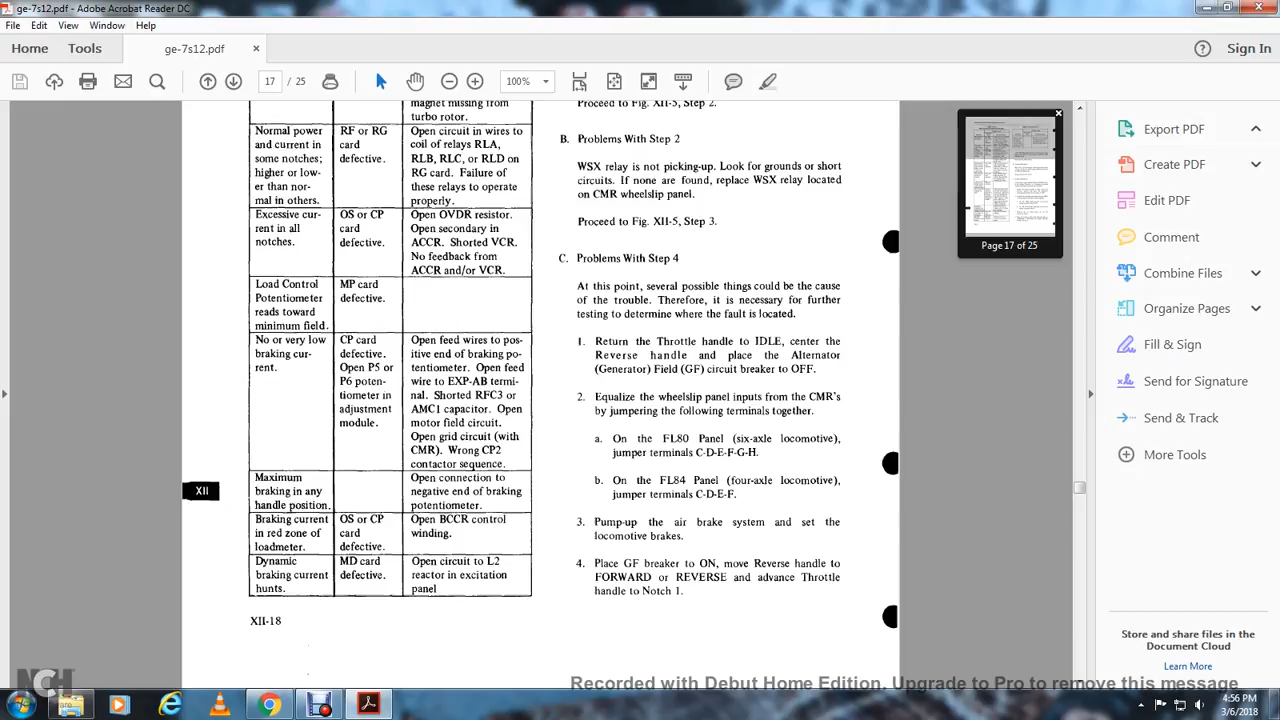 ge-7s12.pdf - Adobe Acrobat Reader DC
File Edit View Window Help
Home Tools ge-7s12.pdf × Sign In
17 / 25 100%
magnet missing from
turbo rotor.
Normal power
and current in
some notches;
higher or low-
er than nor-
mal in others.
RF or RG
card
defective.
Open circuit in wires to
coil of relays RLA,
RLB, RLC, or RLD on
RG card. Failure of
these relays to operate
properly.
Excessive cur-
rent in all
notches.
OS or CP
card
defective.
Open OVDR resistor.
Open secondary in
ACCR. Shorted VCR.
No feedback from
ACCR and/or VCR.
Load Control
Potentiometer
reads toward
minimum field.
MP card
defective.
No or very low
braking cur-
rent.
CP card
defective.
Open P5 or
P6 poten-
tiometer in
adjustment
module.
Open feed wires to pos-
itive end of braking po-
tentiometer. Open feed
wire to EXP-AB termi-
nal. Shorted RFC3 or
AMC1 capacitor. Open
motor field circuit.
Open grid circuit (with
CMR). Wrong CP2
contactor sequence.
Maximum
braking in any
handle position.
Open connection to
negative end of braking
potentiometer.
Braking current
in red zone of
loadmeter.
OS or CP
card
defective.
Open BCCR control
winding.
Dynamic
braking current
hunts.
MD card
defective.
Open circuit to L2
reactor in excitation
panel
XII
XII-18
Proceed to Fig. XII-5, Step 2.
B. Problems With Step 2
WSX relay is not picking-up. Look for grounds or short
circuits. If none are found, replace WSX relay located
on CMR wheelslip panel.
Proceed to Fig. XII-5, Step 3.
C. Problems With Step 4
At this point, several possible things could be the cause
of the trouble. Therefore, it is necessary for further
testing to determine where the fault is located.
1. Return the Throttle handle to IDLE, center the
Reverse handle and place the Alternator
(Generator) Field (GF) circuit breaker to OFF.
2. Equalize the wheelslip panel inputs from the CMR's
by jumpering the following terminals together.
a. On the FL80 Panel (six-axle locomotive),
jumper terminals C-D-E-F-G-H.
b. On the FL84 Panel (four-axle locomotive),
jumper terminals C-D-E-F.
3. Pump-up the air brake system and set the
locomotive brakes.
4. Place GF breaker to ON, move Reverse handle to
FORWARD or REVERSE and advance Throttle
handle to Notch 1.
Page 17 of 25
Export PDF
Create PDF
Edit PDF
Comment
Combine Files
Organize Pages
Fill & Sign
Send for Signature
Send & Track
More Tools
Store and share files in the
Document Cloud
Learn More
NCH
Recorded with Debut Home Edition. Upgrade to Pro to remove this message
4:56 PM
3/6/2018